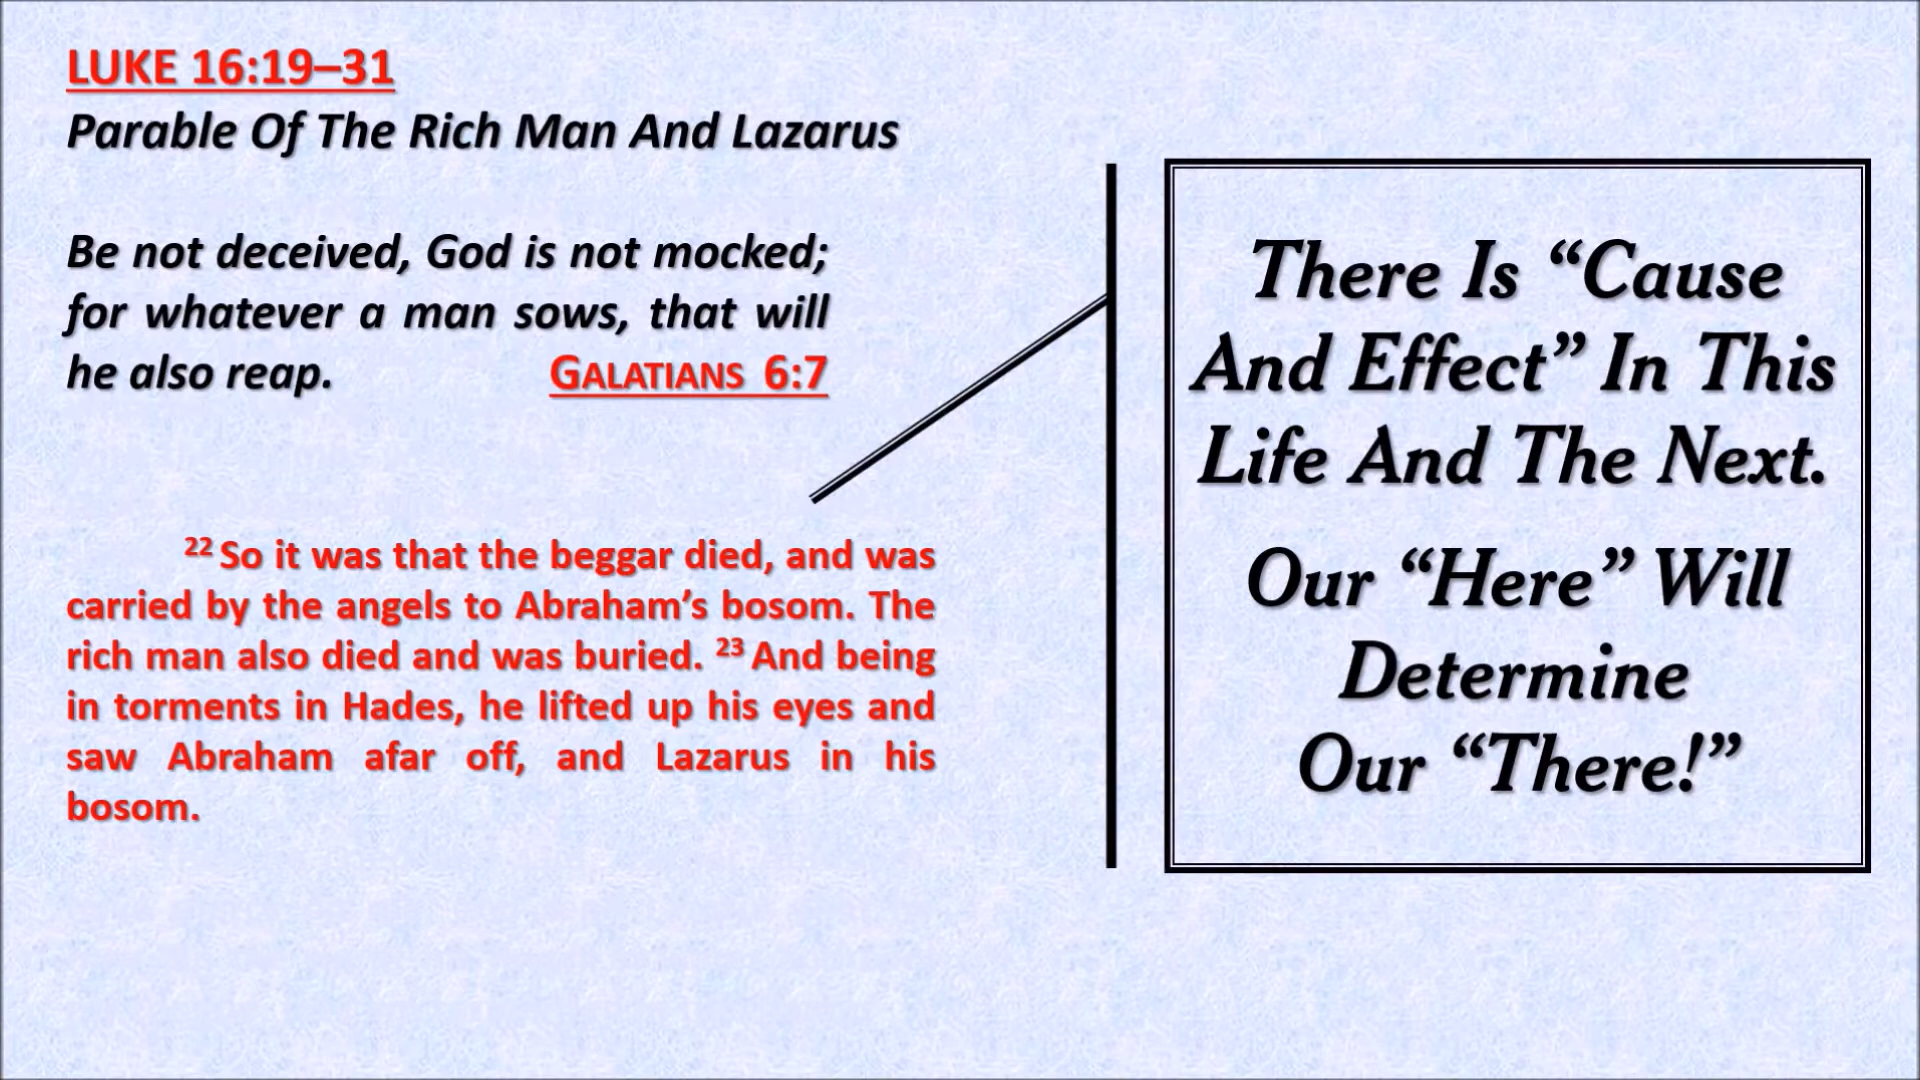 LUKE 16:19–31
Parable Of The Rich Man And Lazarus
Be not deceived, God is not mocked;
for whatever a man sows, that will
he also reap. GALATIANS 6:7
22 So it was that the beggar died, and was
carried by the angels to Abraham’s bosom. The
rich man also died and was buried. 23 And being
in torments in Hades, he lifted up his eyes and
saw Abraham afar off, and Lazarus in his
bosom.
There Is “Cause
And Effect” In This
Life And The Next.
Our “Here” Will
Determine
Our “There!”